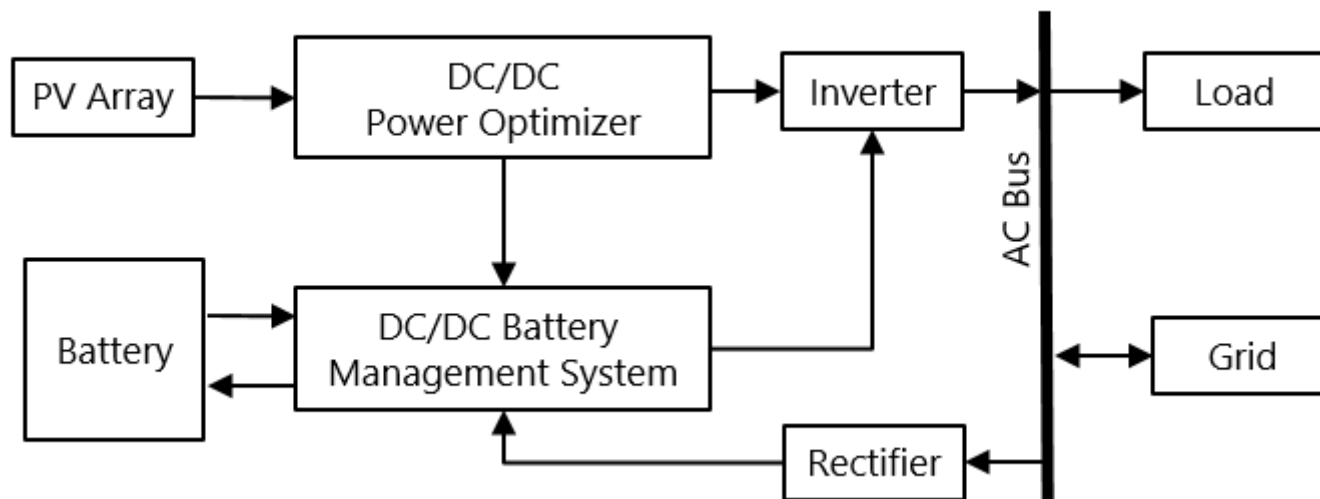 PV Array
DC/DC
Power Optimizer
Inverter
Load
AC Bus
Battery
DC/DC Battery
Management System
Grid
Rectifier